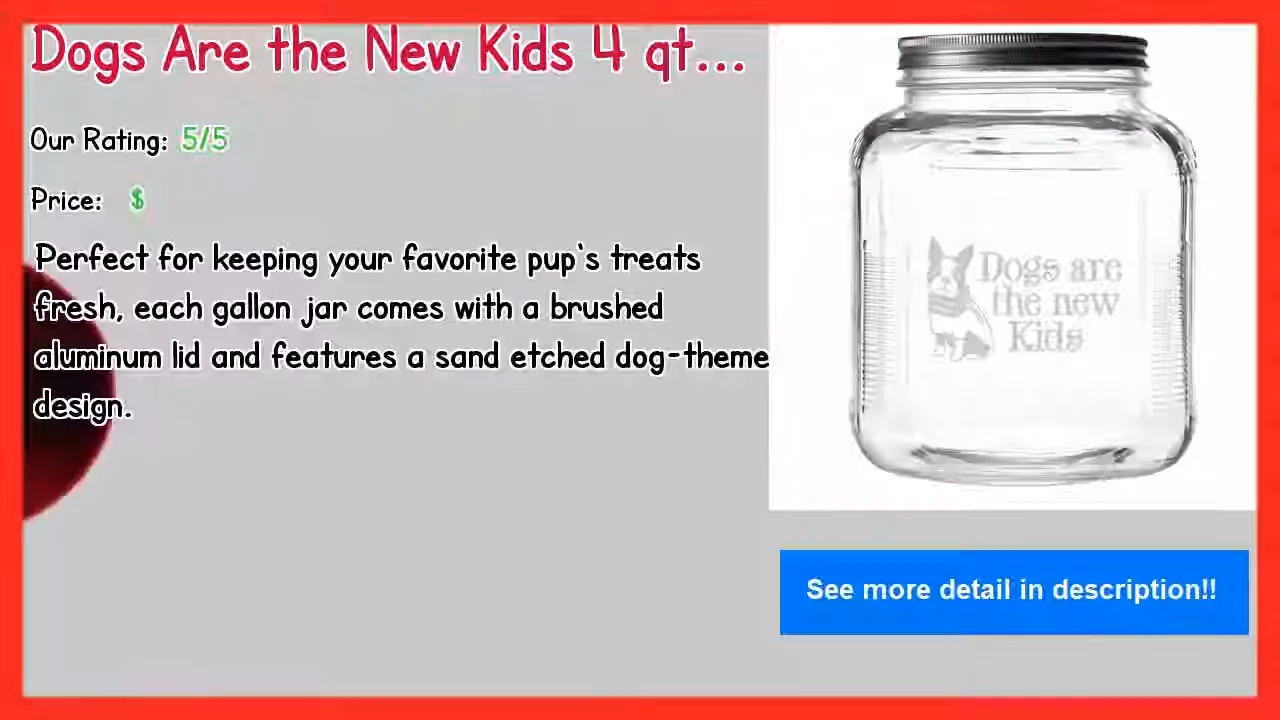 Dogs Are the New Kids 4 qt...
Our Rating: 5/5
Price: $
Perfect for keeping your favorite pup's treats
fresh, each gallon jar comes with a brushed
aluminum lid and features a sand etched dog-theme
design.
Dogs are
the new
Kids
See more detail in description!!